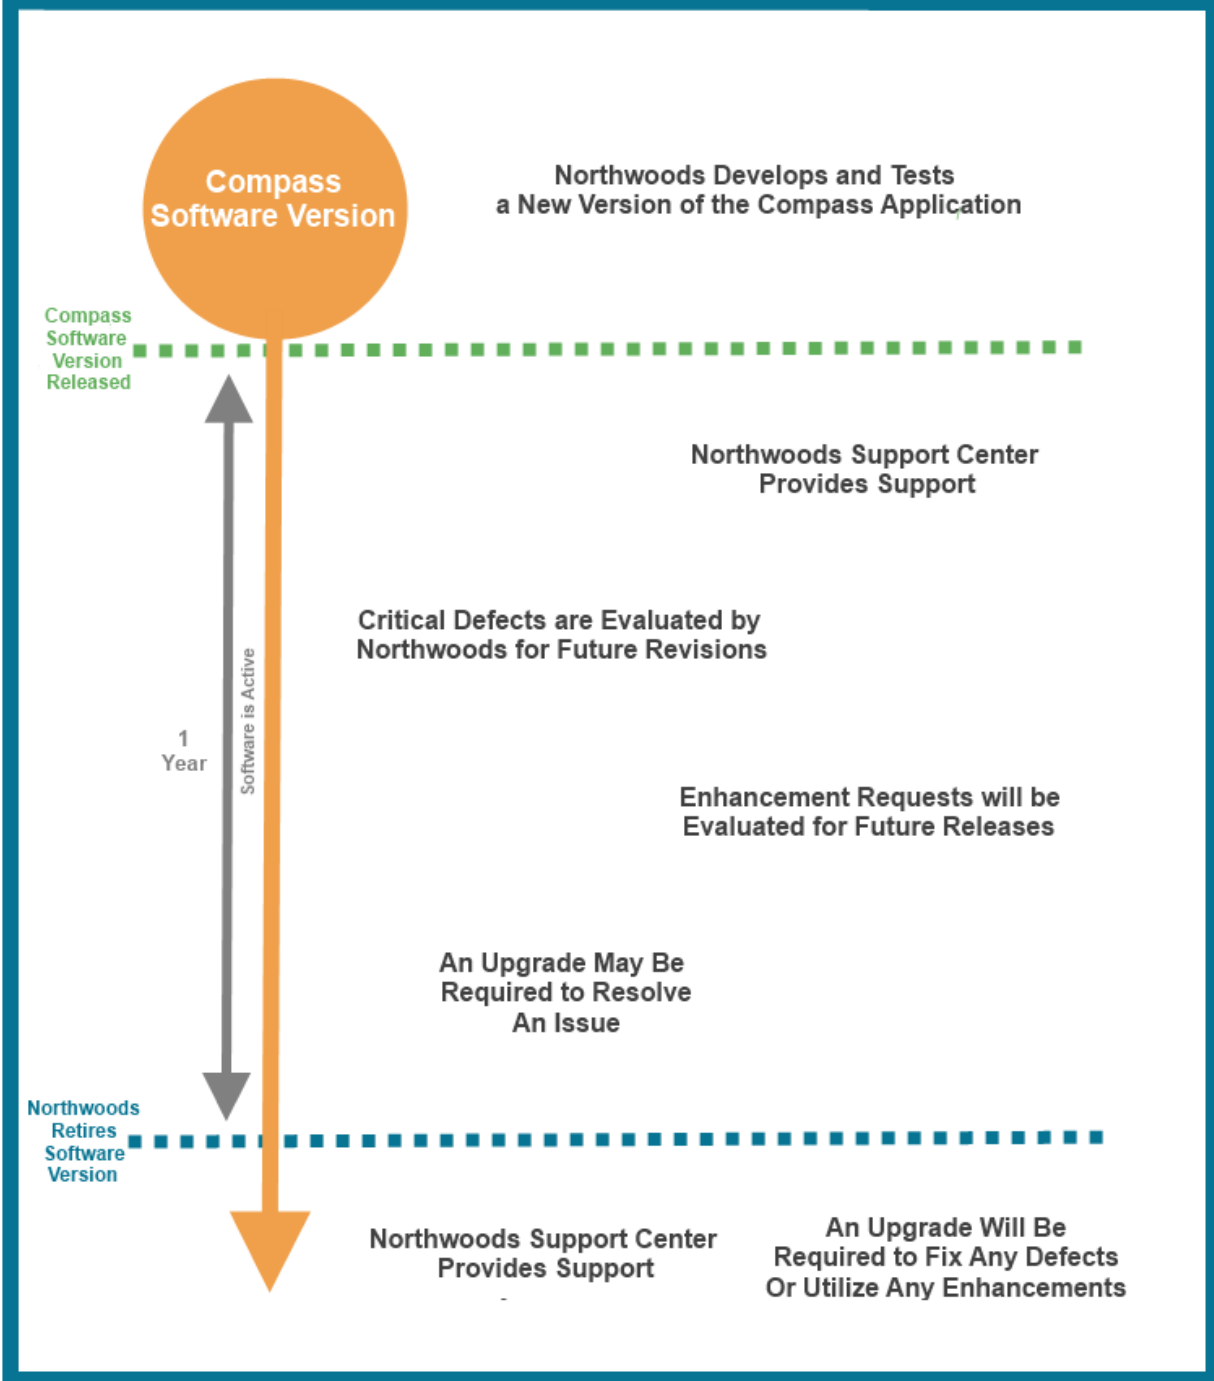 Compass
Software Version
Northwoods Develops and Tests
a New Version of the Compass Application
Compass
Software
Version
Released
Northwoods Support Center
Provides Support
Critical Defects are Evaluated by
Northwoods for Future Revisions
Software is Active
1
Year
Enhancement Requests will be
Evaluated for Future Releases
An Upgrade May Be
Required to Resolve
An Issue
Northwoods
Retires
Software
Version
Northwoods Support Center
Provides Support
An Upgrade Will Be
Required to Fix Any Defects
Or Utilize Any Enhancements